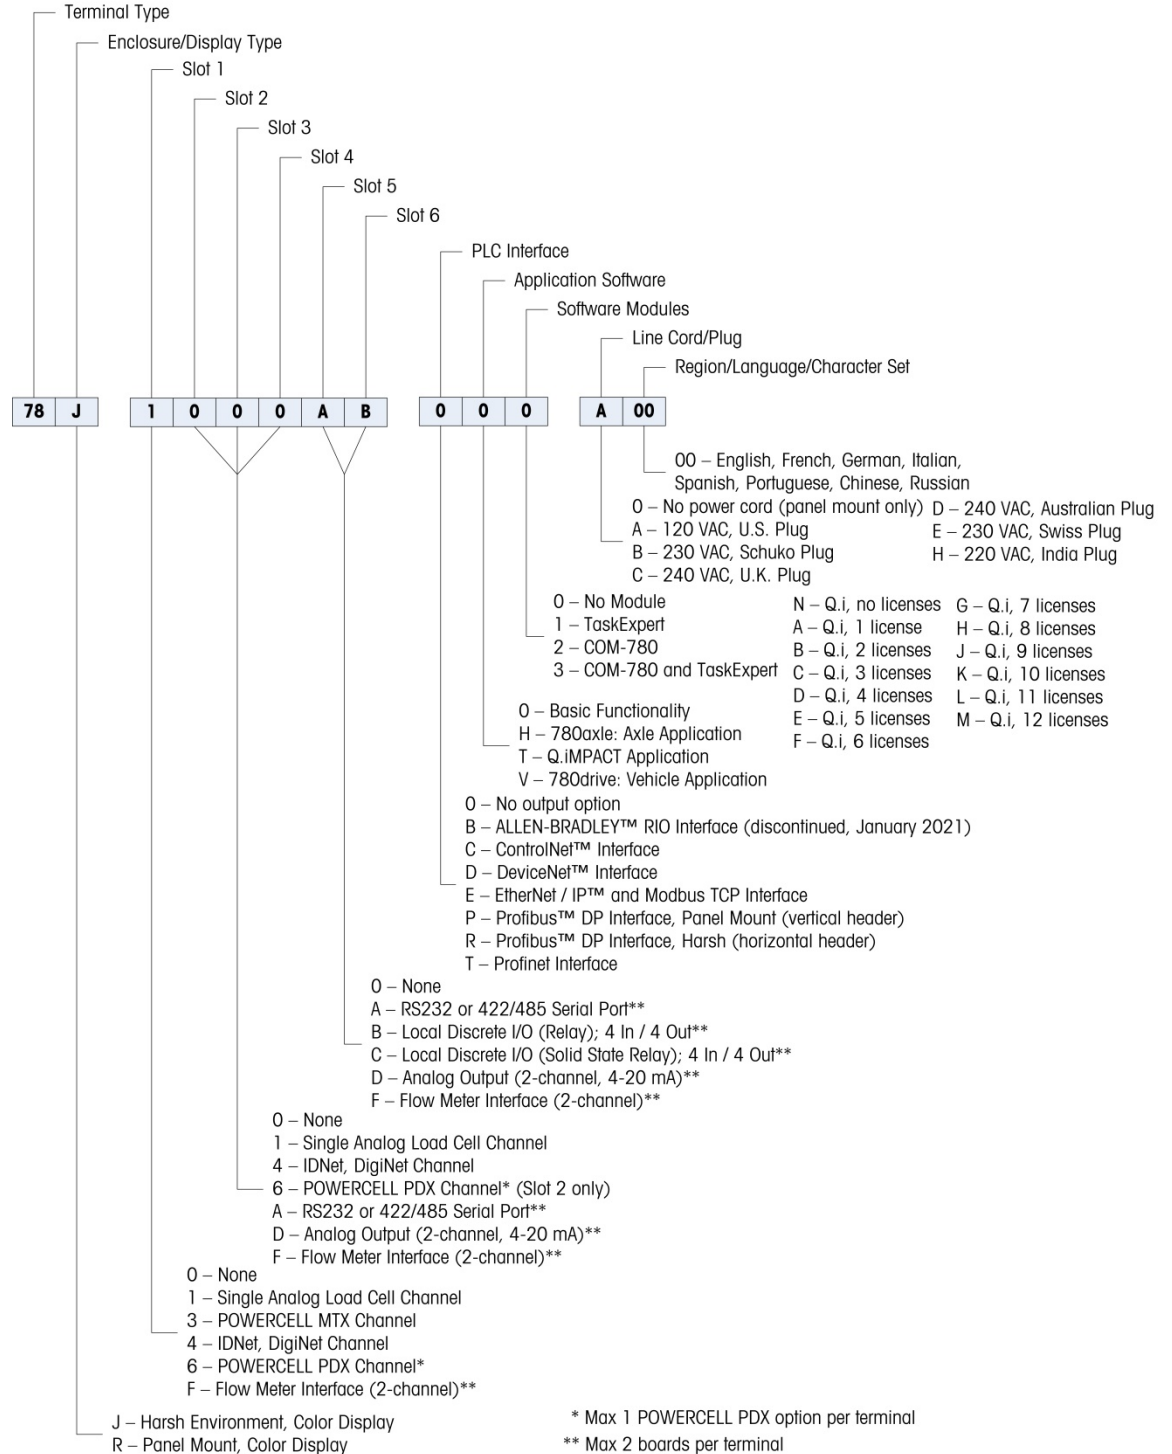 Terminal Type
Enclosure/Display Type
Slot 1
Slot 2
Slot 3
Slot 4
Slot 5
Slot 6
PLC Interface
Application Software
Software Modules
Line Cord/Plug
Region/Language/Character Set
78 J 1 0 0 0 A B 0 0 0 A 00
00 – English, French, German, Italian,
Spanish, Portuguese, Chinese, Russian
0 – No power cord (panel mount only)
A – 120 VAC, U.S. Plug
B – 230 VAC, Schuko Plug
C – 240 VAC, U.K. Plug
D – 240 VAC, Australian Plug
E – 230 VAC, Swiss Plug
H – 220 VAC, India Plug
0 – No Module
1 – TaskExpert
2 – COM-780
3 – COM-780 and TaskExpert
N – Q.i, no licenses
A – Q.i, 1 license
B – Q.i, 2 licenses
C – Q.i, 3 licenses
D – Q.i, 4 licenses
E – Q.i, 5 licenses
F – Q.i, 6 licenses
G – Q.i, 7 licenses
H – Q.i, 8 licenses
J – Q.i, 9 licenses
K – Q.i, 10 licenses
L – Q.i, 11 licenses
M – Q.i, 12 licenses
0 – Basic Functionality
H – 780axle: Axle Application
T – Q.iMPACT Application
V – 780drive: Vehicle Application
0 – No output option
B – ALLEN-BRADLEY™ RIO Interface (discontinued, January 2021)
C – ControlNet™ Interface
D – DeviceNet™ Interface
E – EtherNet / IP™ and Modbus TCP Interface
P – Profibus™ DP Interface, Panel Mount (vertical header)
R – Profibus™ DP Interface, Harsh (horizontal header)
T – Profinet Interface
0 – None
A – RS232 or 422/485 Serial Port**
B – Local Discrete I/O (Relay); 4 In / 4 Out**
C – Local Discrete I/O (Solid State Relay); 4 In / 4 Out**
D – Analog Output (2-channel, 4-20 mA)**
F – Flow Meter Interface (2-channel)**
0 – None
1 – Single Analog Load Cell Channel
4 – IDNet, DigiNet Channel
6 – POWERCELL PDX Channel* (Slot 2 only)
A – RS232 or 422/485 Serial Port**
D – Analog Output (2-channel, 4-20 mA)**
F – Flow Meter Interface (2-channel)**
0 – None
1 – Single Analog Load Cell Channel
3 – POWERCELL MTX Channel
4 – IDNet, DigiNet Channel
6 – POWERCELL PDX Channel*
F – Flow Meter Interface (2-channel)**
J – Harsh Environment, Color Display
R – Panel Mount, Color Display
* Max 1 POWERCELL PDX option per terminal
** Max 2 boards per terminal